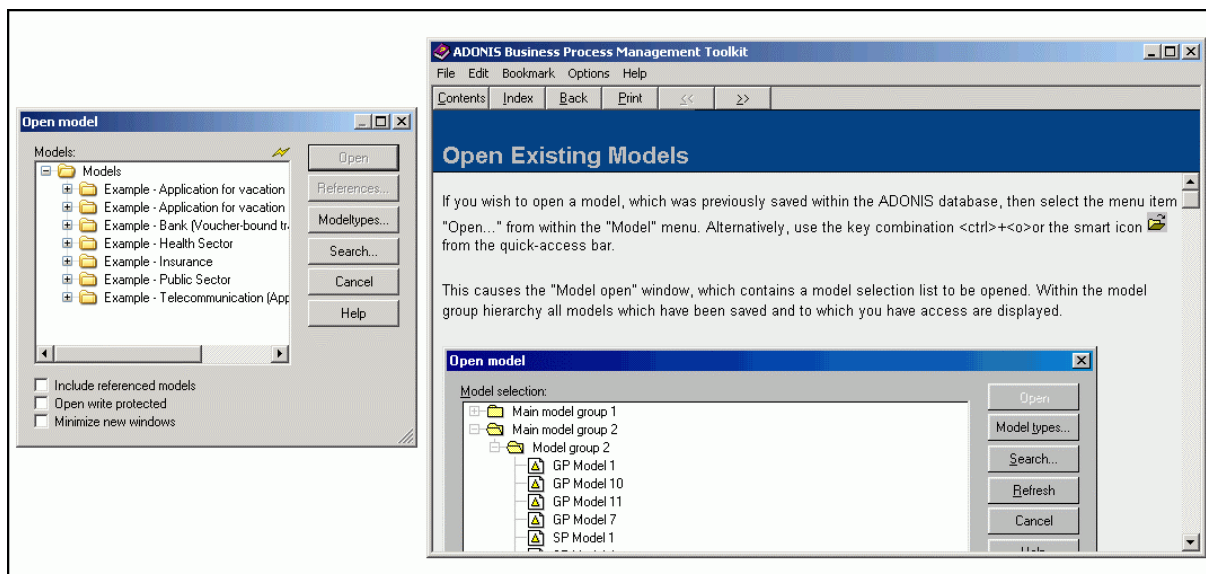 Open model
Models:
Models
Example - Application for vacation
Example - Application for vacation
Example - Bank (Voucher-bound tr
Example - Health Sector
Example - Insurance
Example - Public Sector
Example - Telecommunication (App
Open
References...
Modeltypes...
Search...
Cancel
Help
Include referenced models
Open write protected
Minimize new windows
ADONIS Business Process Management Toolkit
File Edit Bookmark Options Help
Contents Index Back Print << >>
Open Existing Models
If you wish to open a model, which was previously saved within the ADONIS database, then select the menu item
"Open..." from within the "Model" menu. Alternatively, use the key combination <ctrl>+<o>or the smart icon
from the quick-access bar.
This causes the "Model open" window, which contains a model selection list to be opened. Within the model
group hierarchy all models which have been saved and to which you have access are displayed.
Open model
Model selection:
Main model group 1
Main model group 2
Model group 2
GP Model 1
GP Model 10
GP Model 11
GP Model 7
SP Model 1
Open
Model types...
Search...
Refresh
Cancel